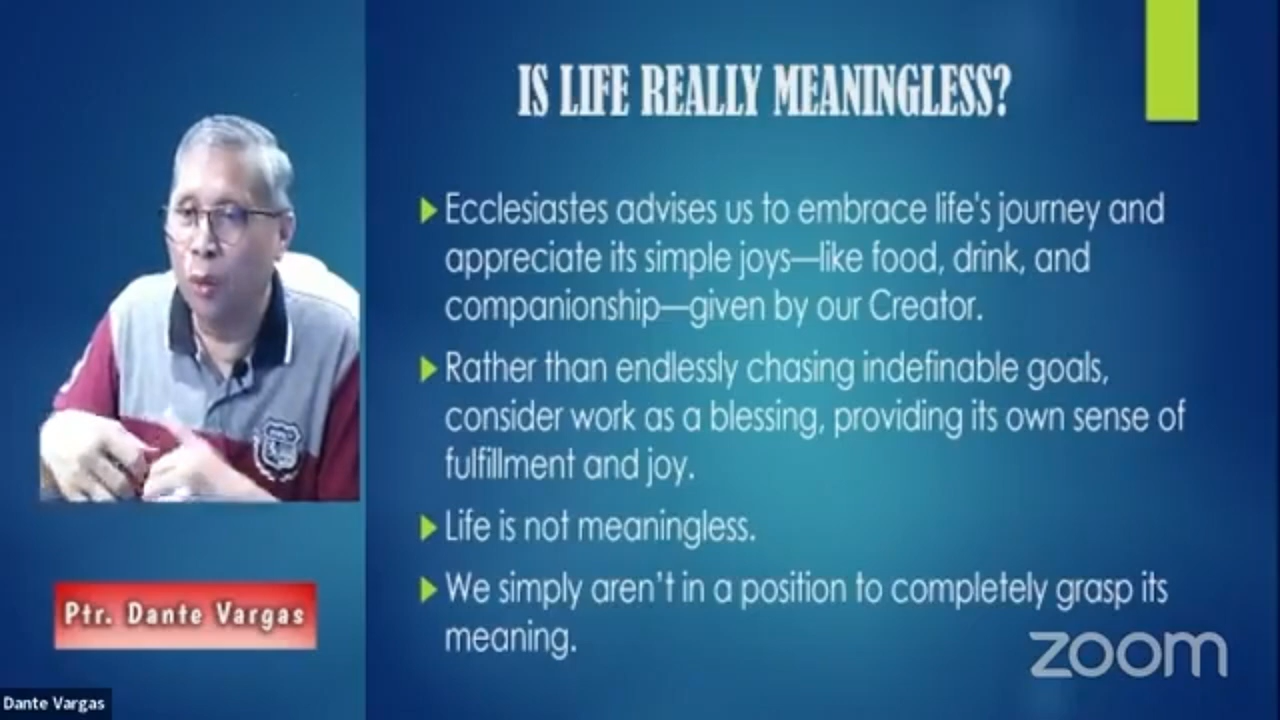 IS LIFE REALLY MEANINGLESS?
Ecclesiastes advises us to embrace life's journey and
appreciate its simple joys—like food, drink, and
companionship—given by our Creator.
Rather than endlessly chasing indefinable goals,
consider work as a blessing, providing its own sense of
fulfillment and joy.
Life is not meaningless.
We simply aren't in a position to completely grasp its
meaning.
Ptr. Dante Vargas
zoom
Dante Vargas